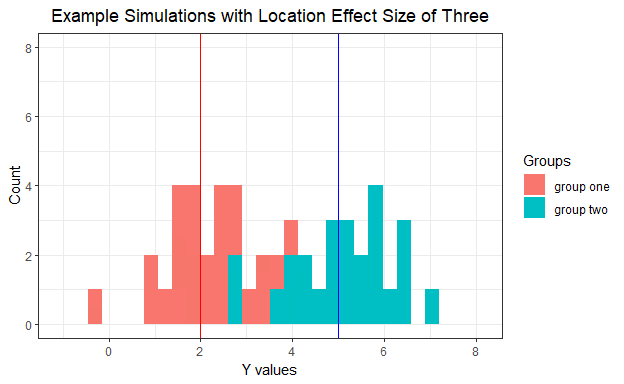 Example Simulations with Location Effect Size of Three
8
6
4
2
0
Count
0 2 4 6 8
Y values
Groups
group one
group two